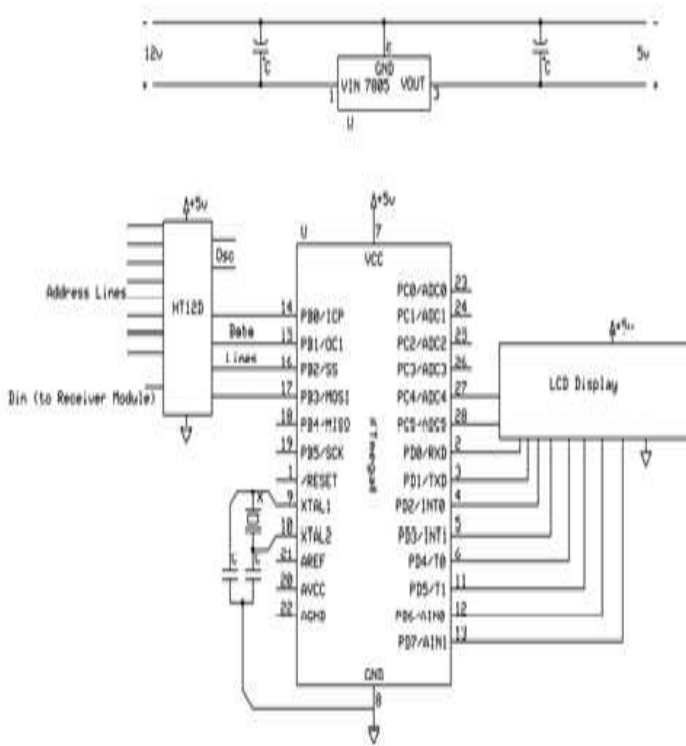 12v
5v
GND
VIN 7805 VOUT
1
3
+5v
+5v
U
7
VCC
Osc
HT12D
Address Lines
Data
Lines
Din (to Receiver Module)
14 PB0/ICP
15 PB1/OC1
16 PB2/SS
17 PB3/MOSI
18 PB4/MISO
19 PB5/SCK
1 /RESET
9 XTAL1
10 XTAL2
21 AREF
20 AVCC
22 AGND
X
ATmega8
PC0/ADC0 23
PC1/ADC1 24
PC2/ADC2 25
PC3/ADC3 26
PC4/ADC4 27
PC5/ADC5 28
PD0/RXD 2
PD1/TXD 3
PD2/INT0 4
PD3/INT1 5
PD4/T0 6
PD5/T1 11
PD6/AIN0 12
PD7/AIN1 13
GND
8
+5v
LCD Display